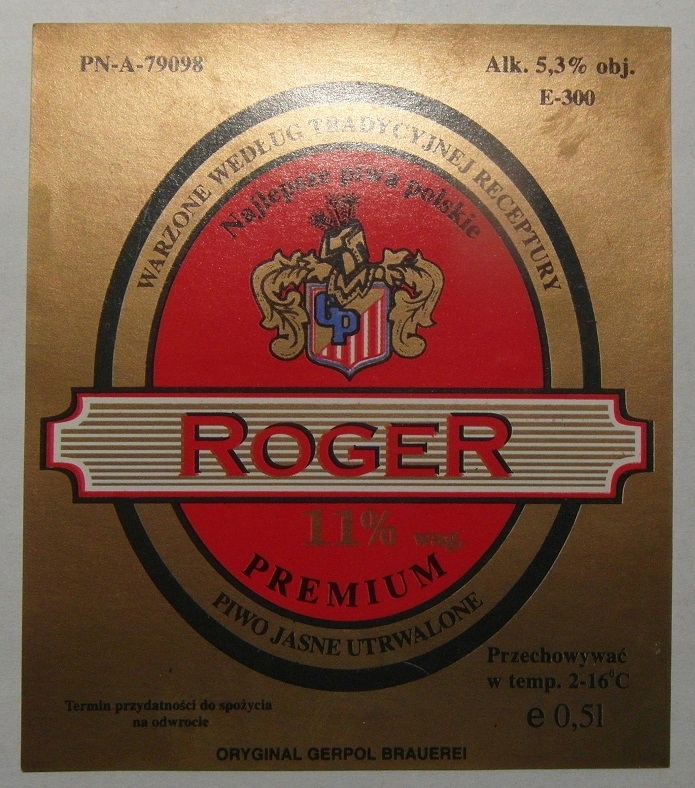 PN-A-79098
Alk. 5,3% obj.
E-300
WARZONE WEDŁUG TRADYCYJNEJ RECEPTURY
Najlepsze piwa polskie
GP
ROGER
11% wag.
PREMIUM
PIWO JASNE UTRWALONE
Przechowywać
w temp. 2-16°C
e 0,5l
Termin przydatności do spożycia
na odwrocie
ORYGINAL GERPOL BRAUEREI